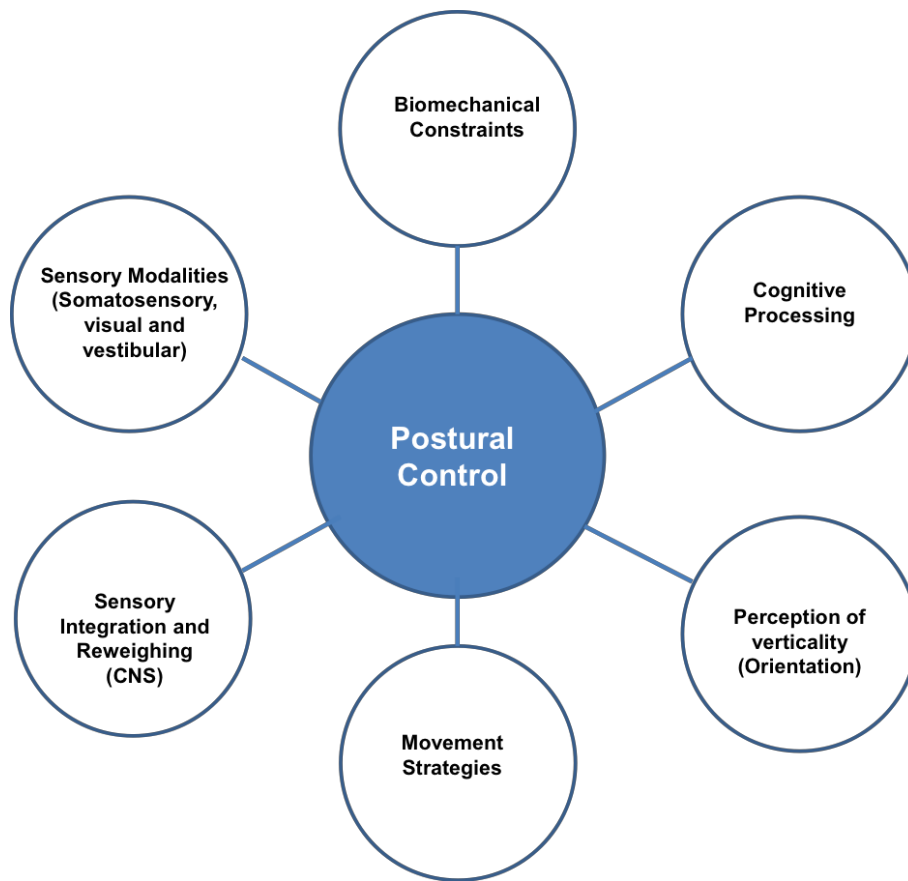 Biomechanical
Constraints
Sensory Modalities
(Somatosensory,
visual and
vestibular)
Cognitive
Processing
Postural
Control
Sensory
Integration and
Reweighing
(CNS)
Perception of
verticality
(Orientation)
Movement
Strategies